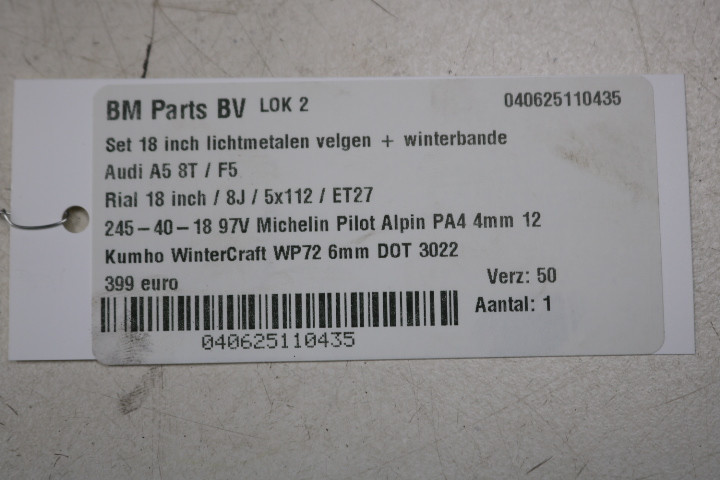 BM Parts BV LOK 2 040625110435
Set 18 inch lichtmetalen velgen + winterbande
Audi A5 8T / F5
Rial 18 inch / 8J / 5x112 / ET27
245-40-18 97V Michelin Pilot Alpin PA4 4mm 12
Kumho WinterCraft WP72 6mm DOT 3022
399 euro Verz: 50
Aantal: 1
040625110435